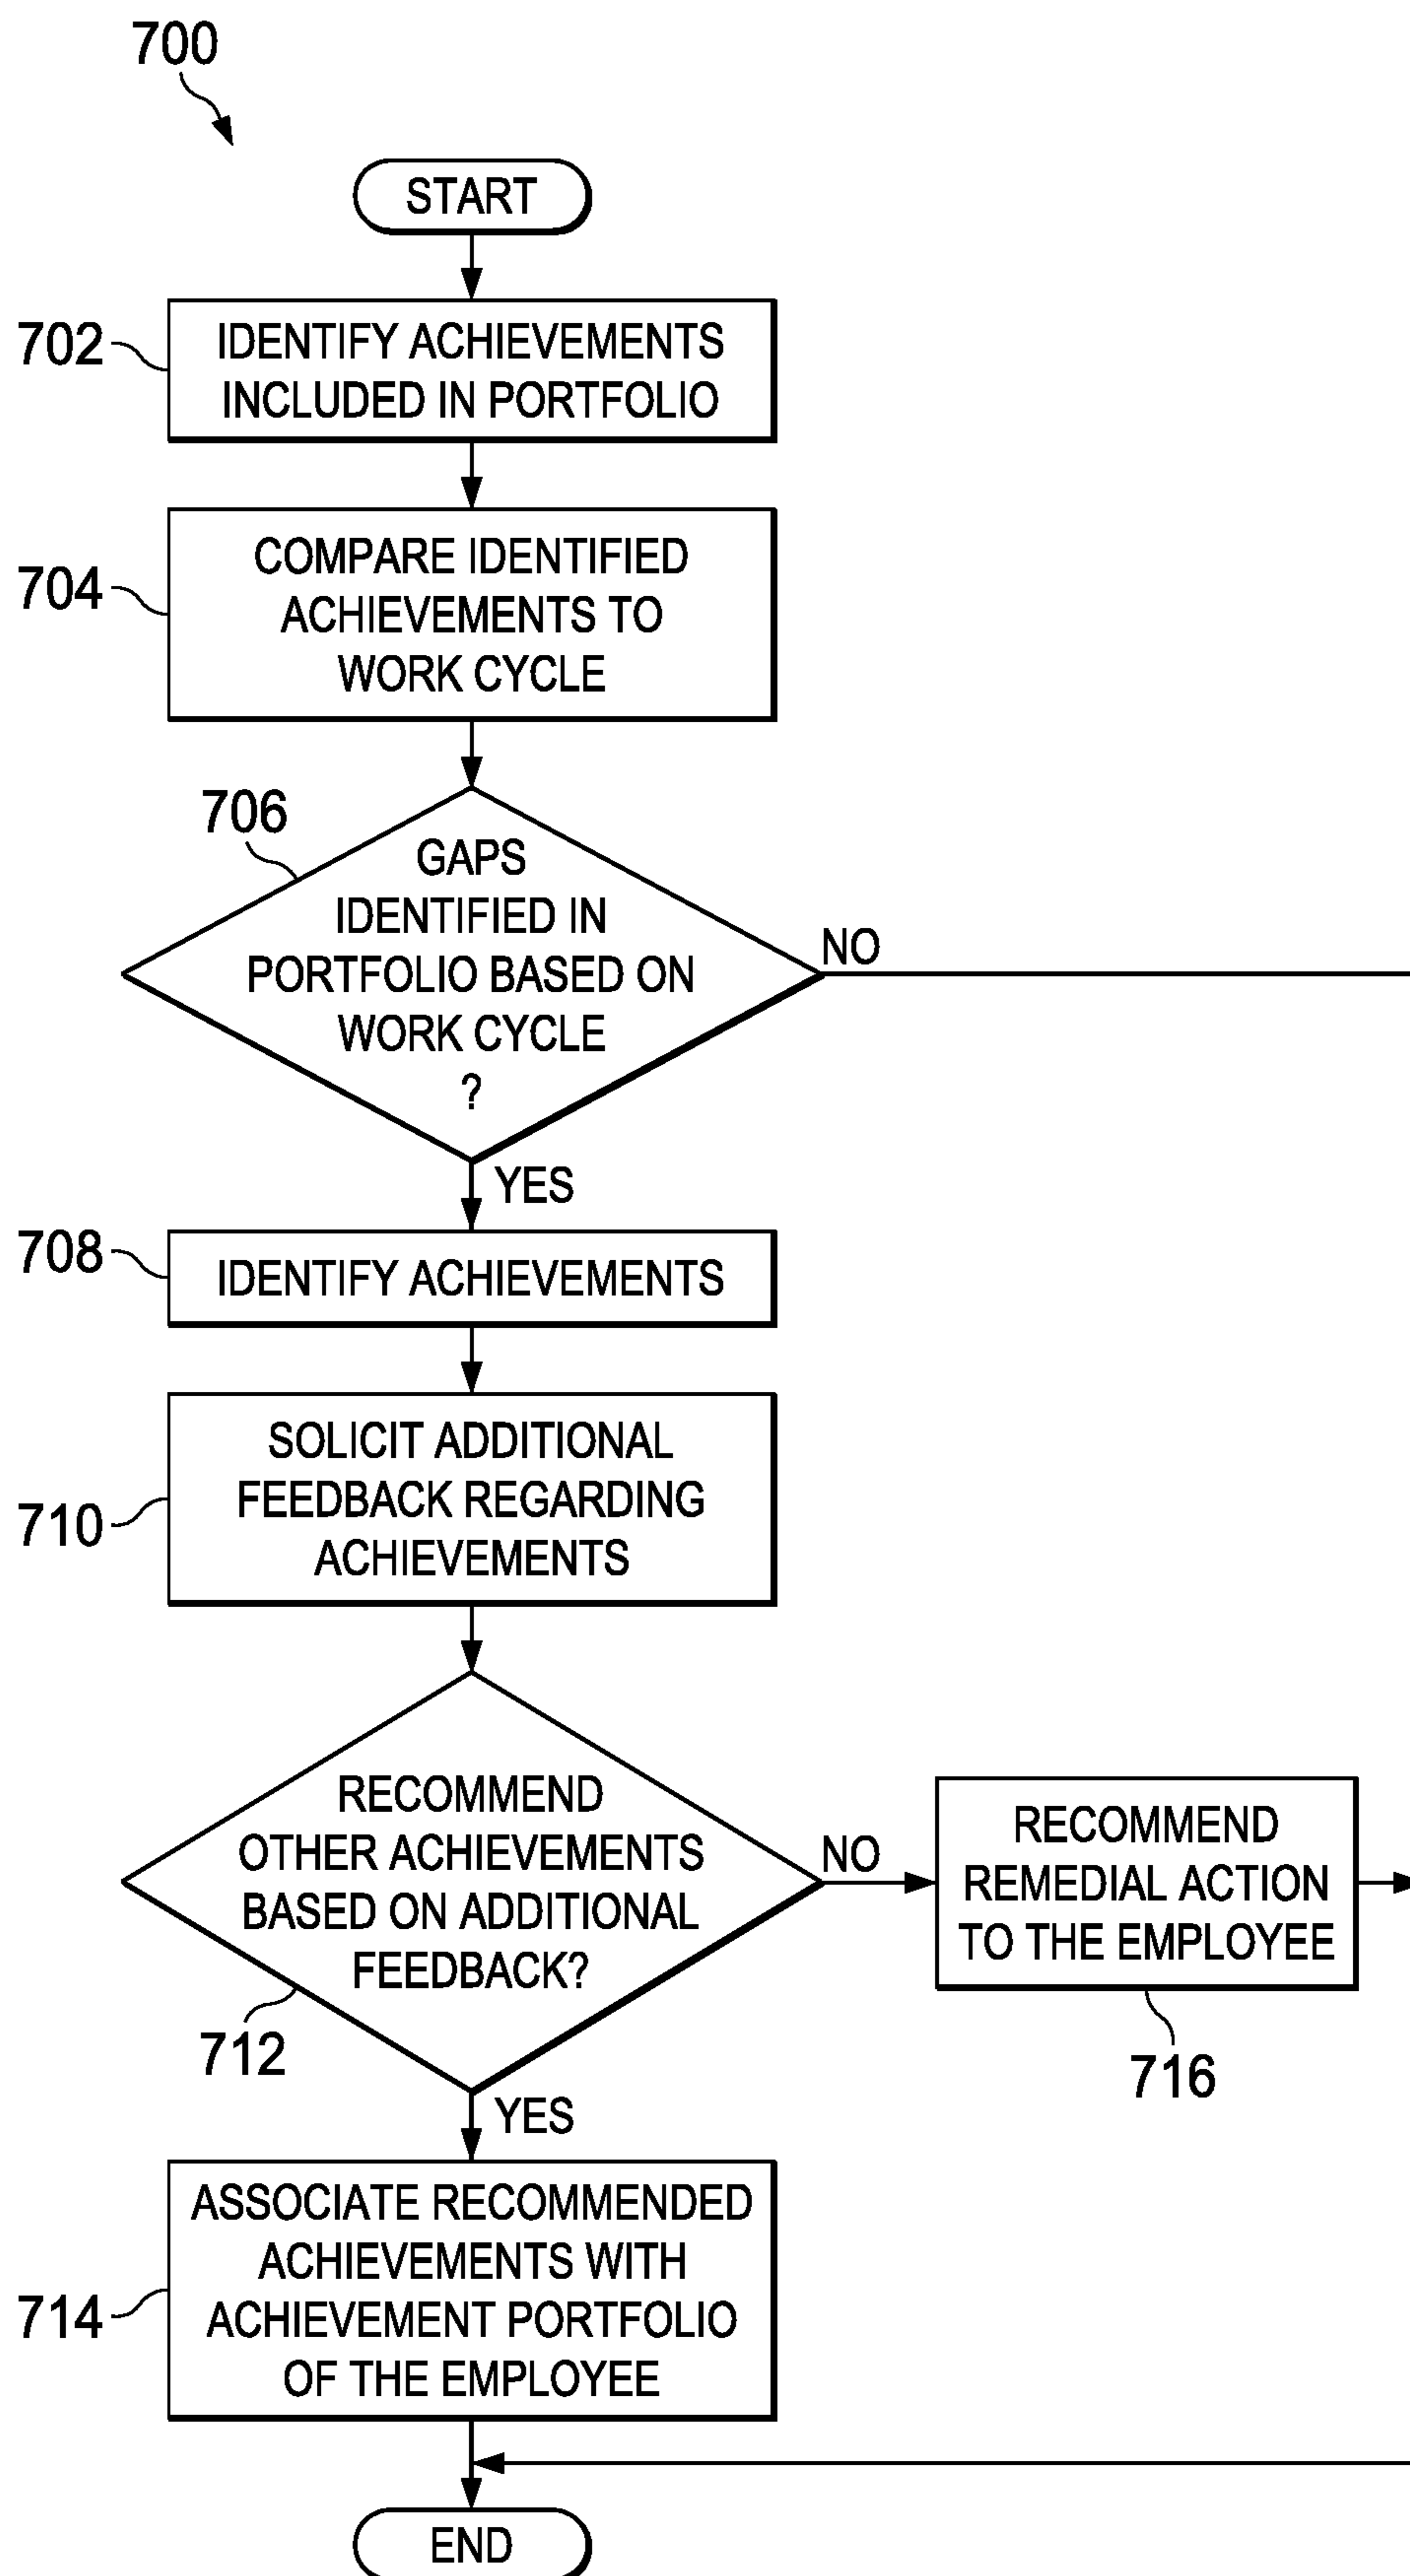 700
START
702
IDENTIFY ACHIEVEMENTS
INCLUDED IN PORTFOLIO
704
COMPARE IDENTIFIED
ACHIEVEMENTS TO
WORK CYCLE
706
GAPS
IDENTIFIED IN
PORTFOLIO BASED ON
WORK CYCLE
?
NO
YES
708
IDENTIFY ACHIEVEMENTS
710
SOLICIT ADDITIONAL
FEEDBACK REGARDING
ACHIEVEMENTS
RECOMMEND
OTHER ACHIEVEMENTS
BASED ON ADDITIONAL
FEEDBACK?
712
NO
RECOMMEND
REMEDIAL ACTION
TO THE EMPLOYEE
716
YES
714
ASSOCIATE RECOMMENDED
ACHIEVEMENTS WITH
ACHIEVEMENT PORTFOLIO
OF THE EMPLOYEE
END